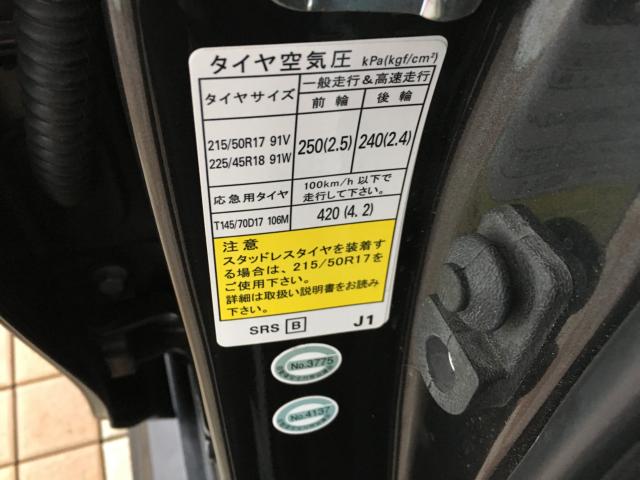 タイヤ空気圧 kPa(kgf/cm²)
タイヤサイズ 一般走行&高速走行
前輪 後輪
215/50R17 91V 250(2.5) 240(2.4)
225/45R18 91W
応急用タイヤ 100km/h 以下で
走行して下さい。
T145/70D17 106M 420(4.2)
注意
スタッドレスタイヤを装着す
る場合は、215/50R17をご
使用下さい。
詳細は取扱い説明書をお読み
下さい。
SRS B J1
No.3775
No.4137